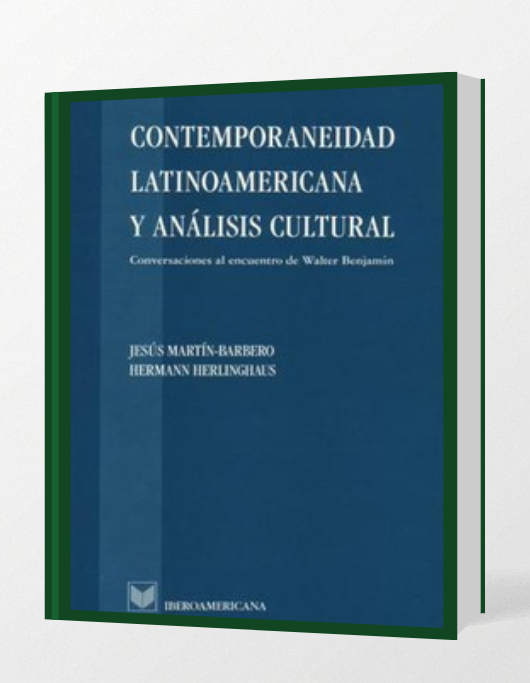 CONTEMPORANEIDAD
LATINOAMERICANA
Y ANÁLISIS CULTURAL
Conversaciones al encuentro de Walter Benjamin
JESÚS MARTÍN-BARBERO
HERMANN HERLINGHAUS
IBEROAMERICANA